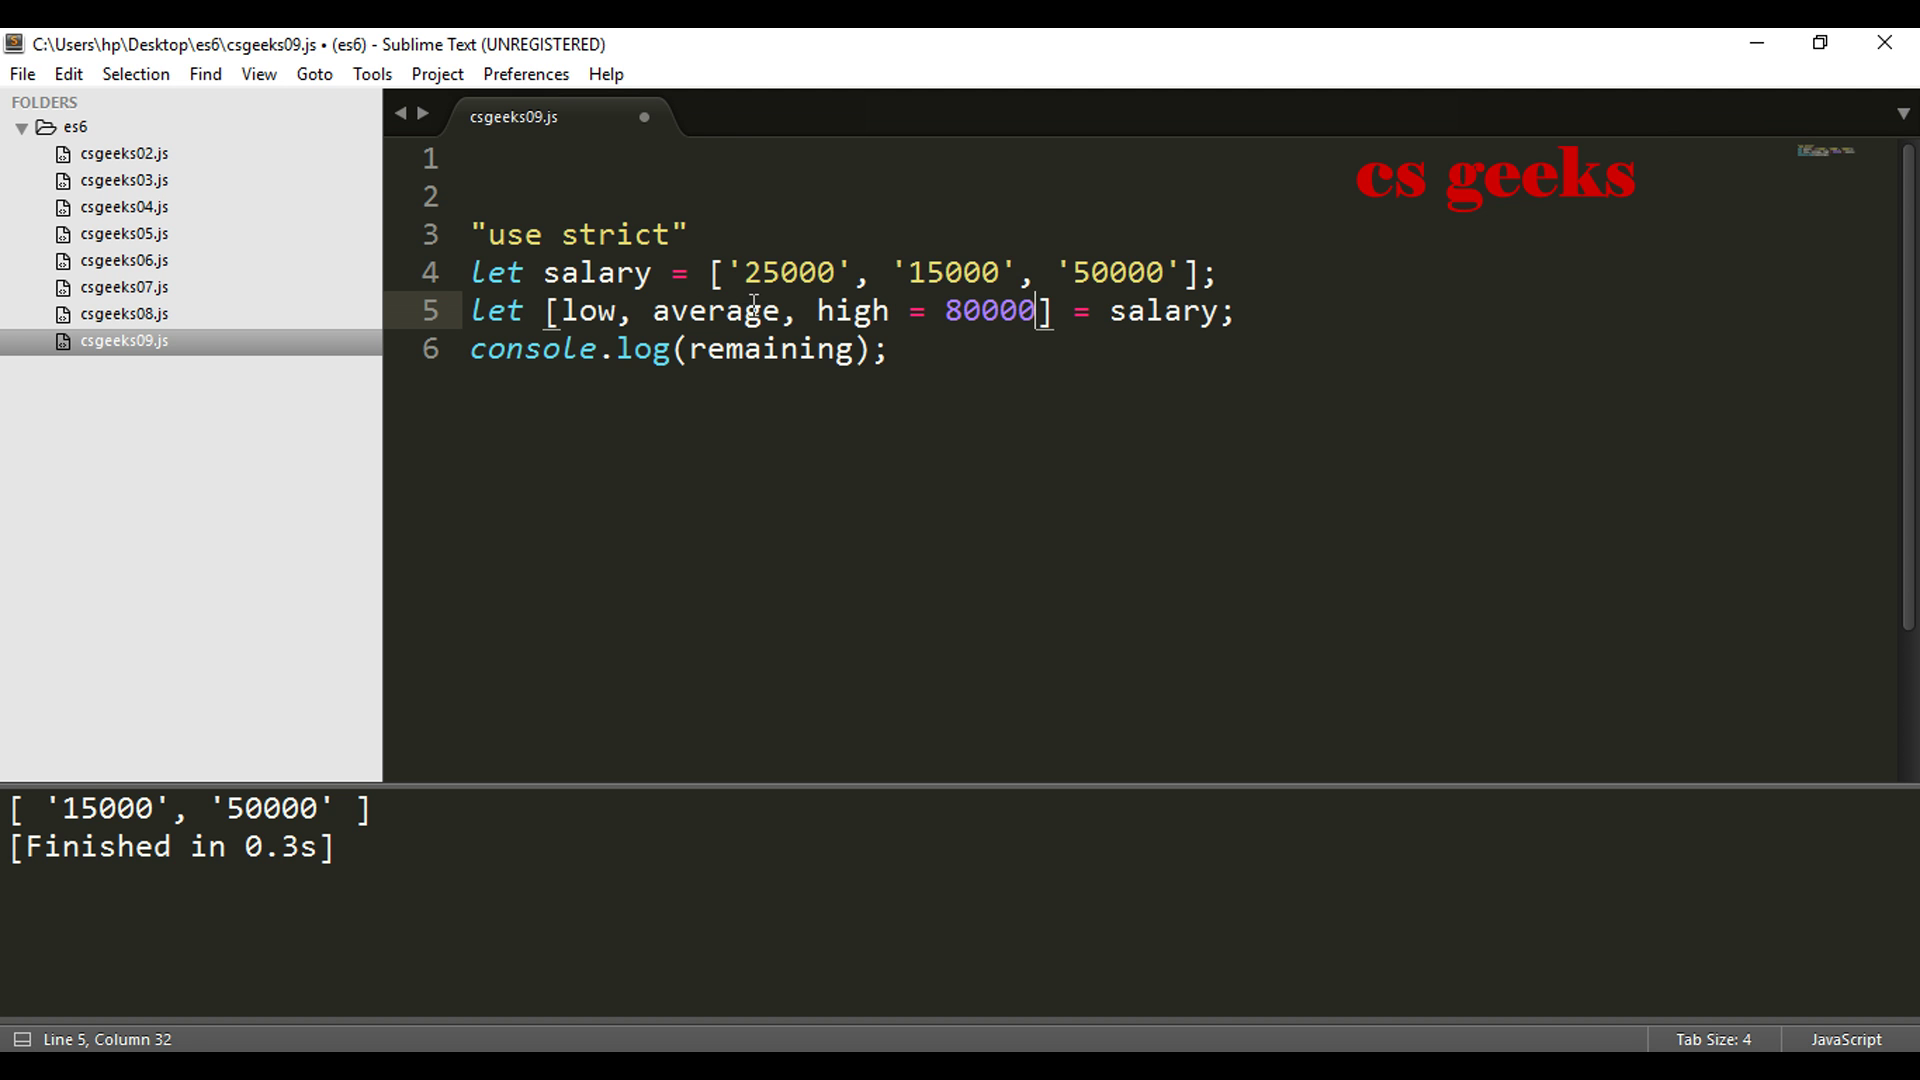 C:\Users\hp\Desktop\es6\csgeeks09.js • (es6) - Sublime Text (UNREGISTERED)
File Edit Selection Find View Goto Tools Project Preferences Help
FOLDERS
es6
csgeeks02.js
csgeeks03.js
csgeeks04.js
csgeeks05.js
csgeeks06.js
csgeeks07.js
csgeeks08.js
csgeeks09.js
csgeeks09.js
cs geeks
1
2
3 "use strict"
4 let salary = ['25000', '15000', '50000'];
5 let [low, average, high = 80000] = salary;
6 console.log(remaining);
[ '15000', '50000' ]
[Finished in 0.3s]
Line 5, Column 32
Tab Size: 4
JavaScript